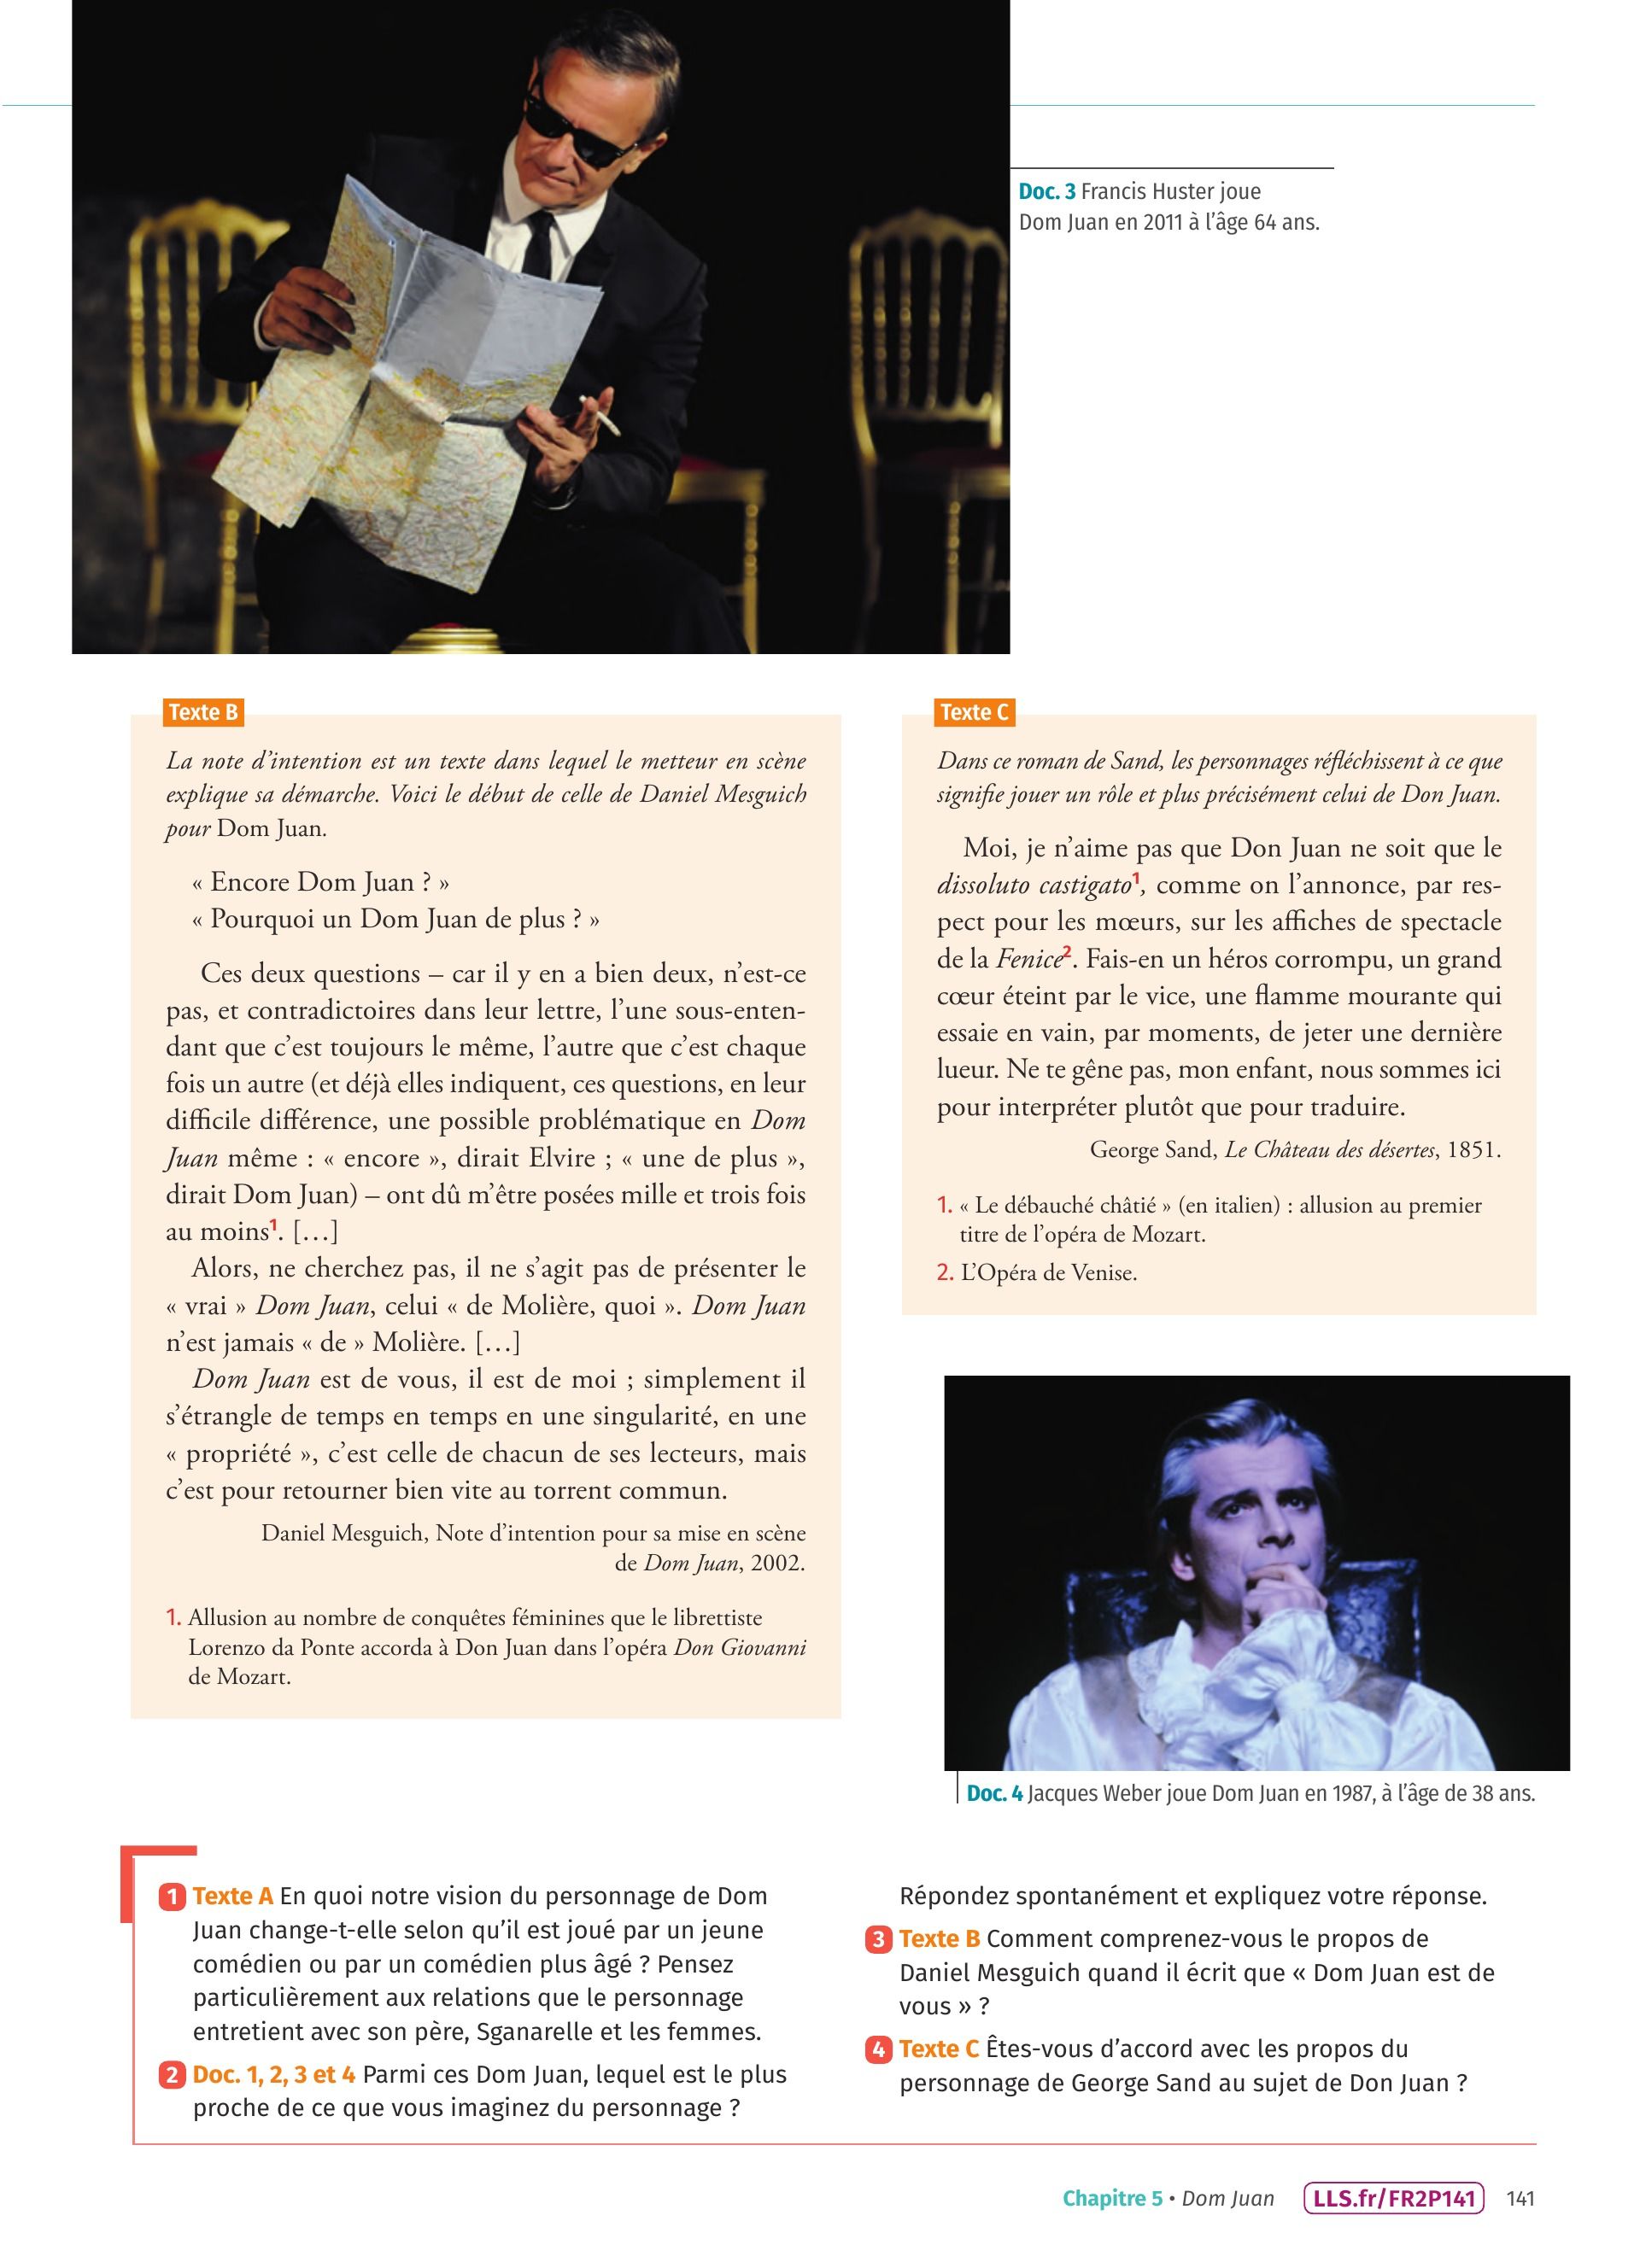 Doc. 3 Francis Huster joue
Dom Juan en 2011 à l'âge 64 ans.
Texte B
La note d'intention est un texte dans lequel le metteur en scène
explique sa démarche. Voici le début de celle de Daniel Mesguich
pour Dom Juan.
« Encore Dom Juan ? »
« Pourquoi un Dom Juan de plus ? »
Ces deux questions – car il y en a bien deux, n'est-ce
pas, et contradictoires dans leur lettre, l'une sous-enten-
dant que c'est toujours le même, l'autre que c'est chaque
fois un autre (et déjà elles indiquent, ces questions, en leur
difficile différence, une possible problématique en Dom
Juan même : « encore », dirait Elvire ; « une de plus »,
dirait Dom Juan) – ont dû m'être posées mille et trois fois
au moins1. […]
Alors, ne cherchez pas, il ne s'agit pas de présenter le
« vrai » Dom Juan, celui « de Molière, quoi ». Dom Juan
n'est jamais « de » Molière. […]
Dom Juan est de vous, il est de moi ; simplement il
s'étrangle de temps en temps en une singularité, en une
« propriété », c'est celle de chacun de ses lecteurs, mais
c'est pour retourner bien vite au torrent commun.
Daniel Mesguich, Note d'intention pour sa mise en scène
de Dom Juan, 2002.
1. Allusion au nombre de conquêtes féminines que le librettiste
Lorenzo da Ponte accorda à Don Juan dans l'opéra Don Giovanni
de Mozart.
Texte C
Dans ce roman de Sand, les personnages réfléchissent à ce que
signifie jouer un rôle et plus précisément celui de Don Juan.
Moi, je n'aime pas que Don Juan ne soit que le
dissoluto castigato1, comme on l'annonce, par res-
pect pour les mœurs, sur les affiches de spectacle
de la Fenice2. Fais-en un héros corrompu, un grand
cœur éteint par le vice, une flamme mourante qui
essaie en vain, par moments, de jeter une dernière
lueur. Ne te gêne pas, mon enfant, nous sommes ici
pour interpréter plutôt que pour traduire.
George Sand, Le Château des désertes, 1851.
1. « Le débauché châtié » (en italien) : allusion au premier
titre de l'opéra de Mozart.
2. L'Opéra de Venise.
Doc. 4 Jacques Weber joue Dom Juan en 1987, à l'âge de 38 ans.
1 Texte A En quoi notre vision du personnage de Dom
Juan change-t-elle selon qu'il est joué par un jeune
comédien ou par un comédien plus âgé ? Pensez
particulièrement aux relations que le personnage
entretient avec son père, Sganarelle et les femmes.
2 Doc. 1, 2, 3 et 4 Parmi ces Dom Juan, lequel est le plus
proche de ce que vous imaginez du personnage ?
Répondez spontanément et expliquez votre réponse.
3 Texte B Comment comprenez-vous le propos de
Daniel Mesguich quand il écrit que « Dom Juan est de
vous » ?
4 Texte C Êtes-vous d'accord avec les propos du
personnage de George Sand au sujet de Don Juan ?
Chapitre 5 • Dom Juan LLS.fr/FR2P141 141